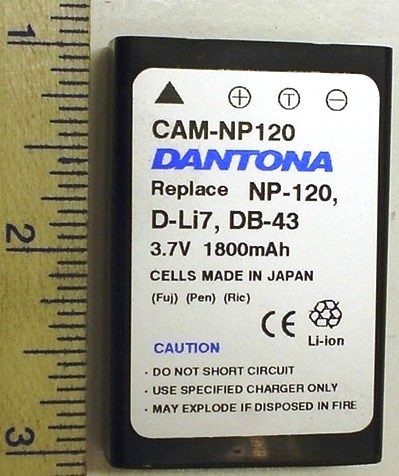 1
2
3
+ T -
CAM-NP120
DANTONA
Replace NP-120,
D-Li7, DB-43
3.7V 1800mAh
CELLS MADE IN JAPAN
(Fuj) (Pen) (Ric)
CE
Li-ion
CAUTION
· DO NOT SHORT CIRCUIT
· USE SPECIFIED CHARGER ONLY
· MAY EXPLODE IF DISPOSED IN FIRE